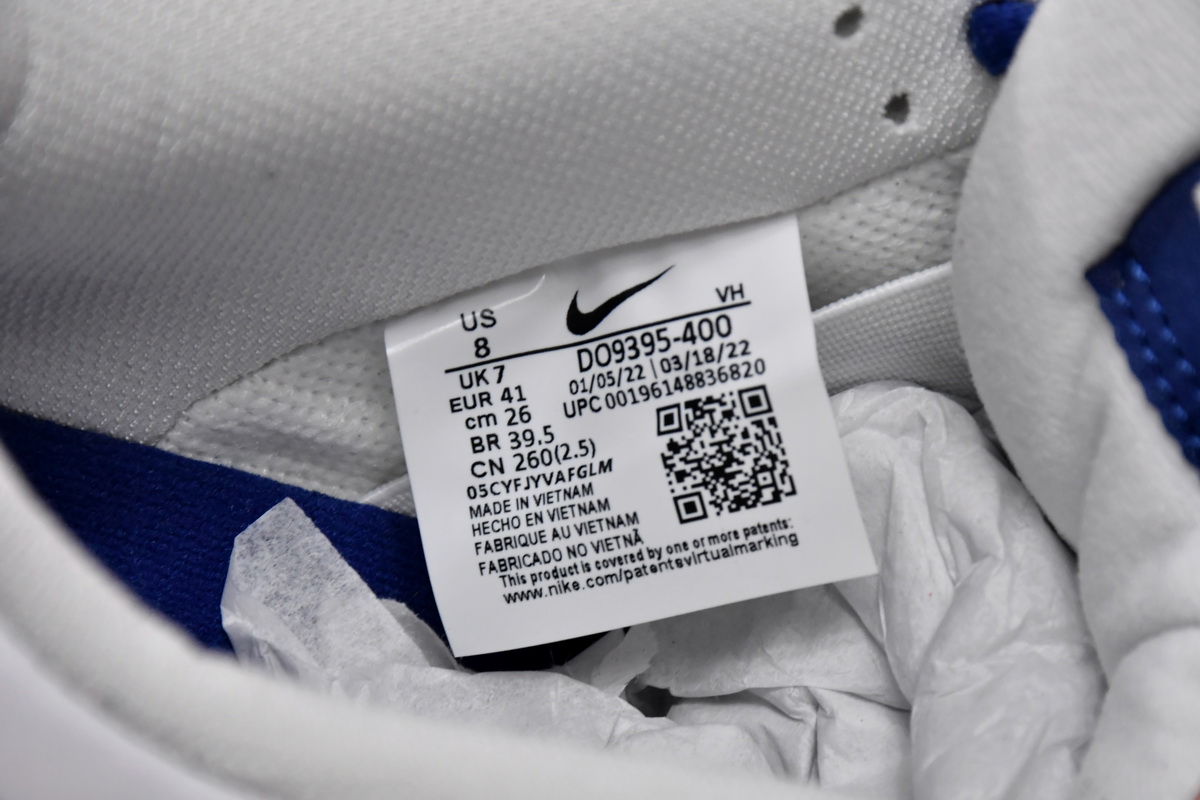 US
8
VH
UK 7
DO9395-400
EUR 41
01/05/22 | 03/18/22
cm 26
UPC 00196148836820
BR 39.5
CN 260(2.5)
05CYFJYVAFGLM
MADE IN VIETNAM
HECHO EN VIETNAM
FABRIQUE AU VIETNAM
FABRICADO NO VIETNÃ
This product is covered by one or more patents:
www.nike.com/patentsvirtualmarking